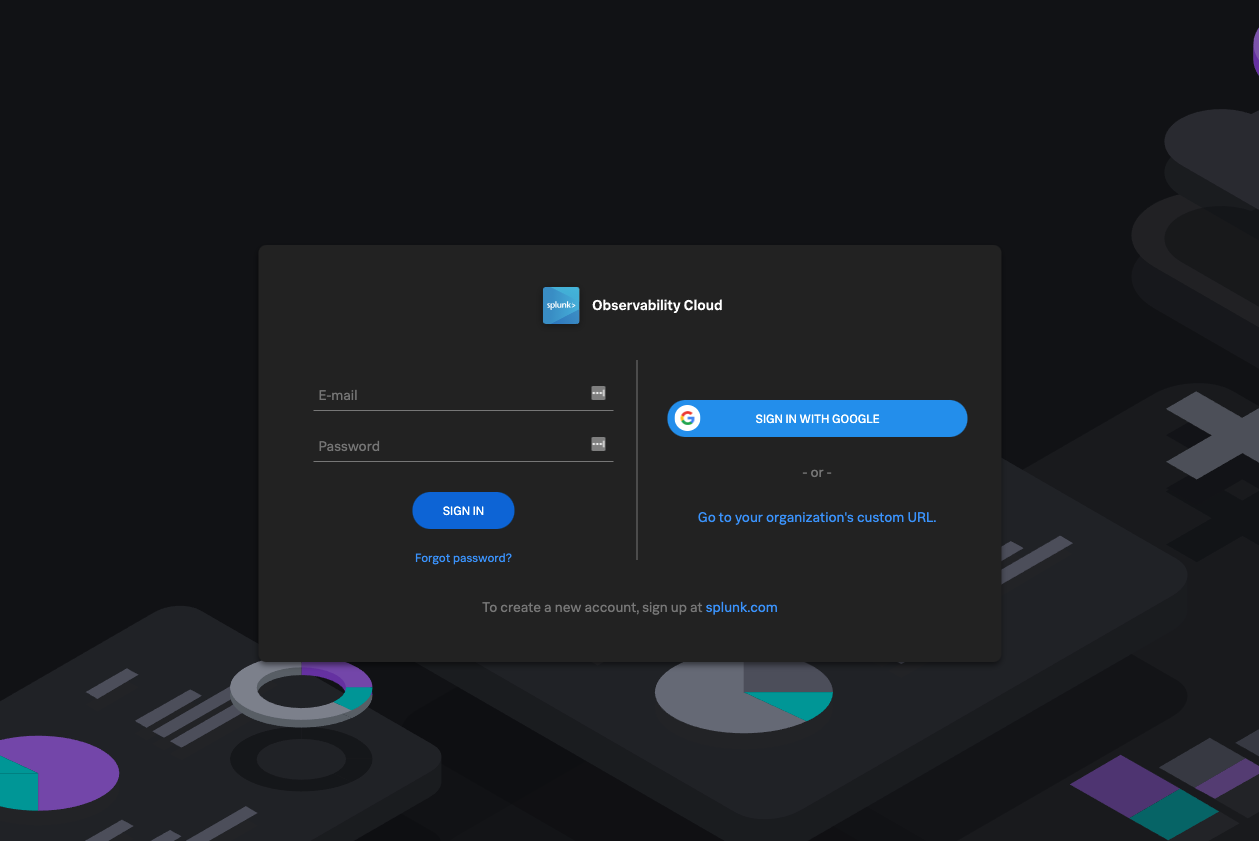 splunk>
Observability Cloud
E-mail
Password
SIGN IN
Forgot password?
SIGN IN WITH GOOGLE
- or -
Go to your organization's custom URL.
To create a new account, sign up at splunk.com